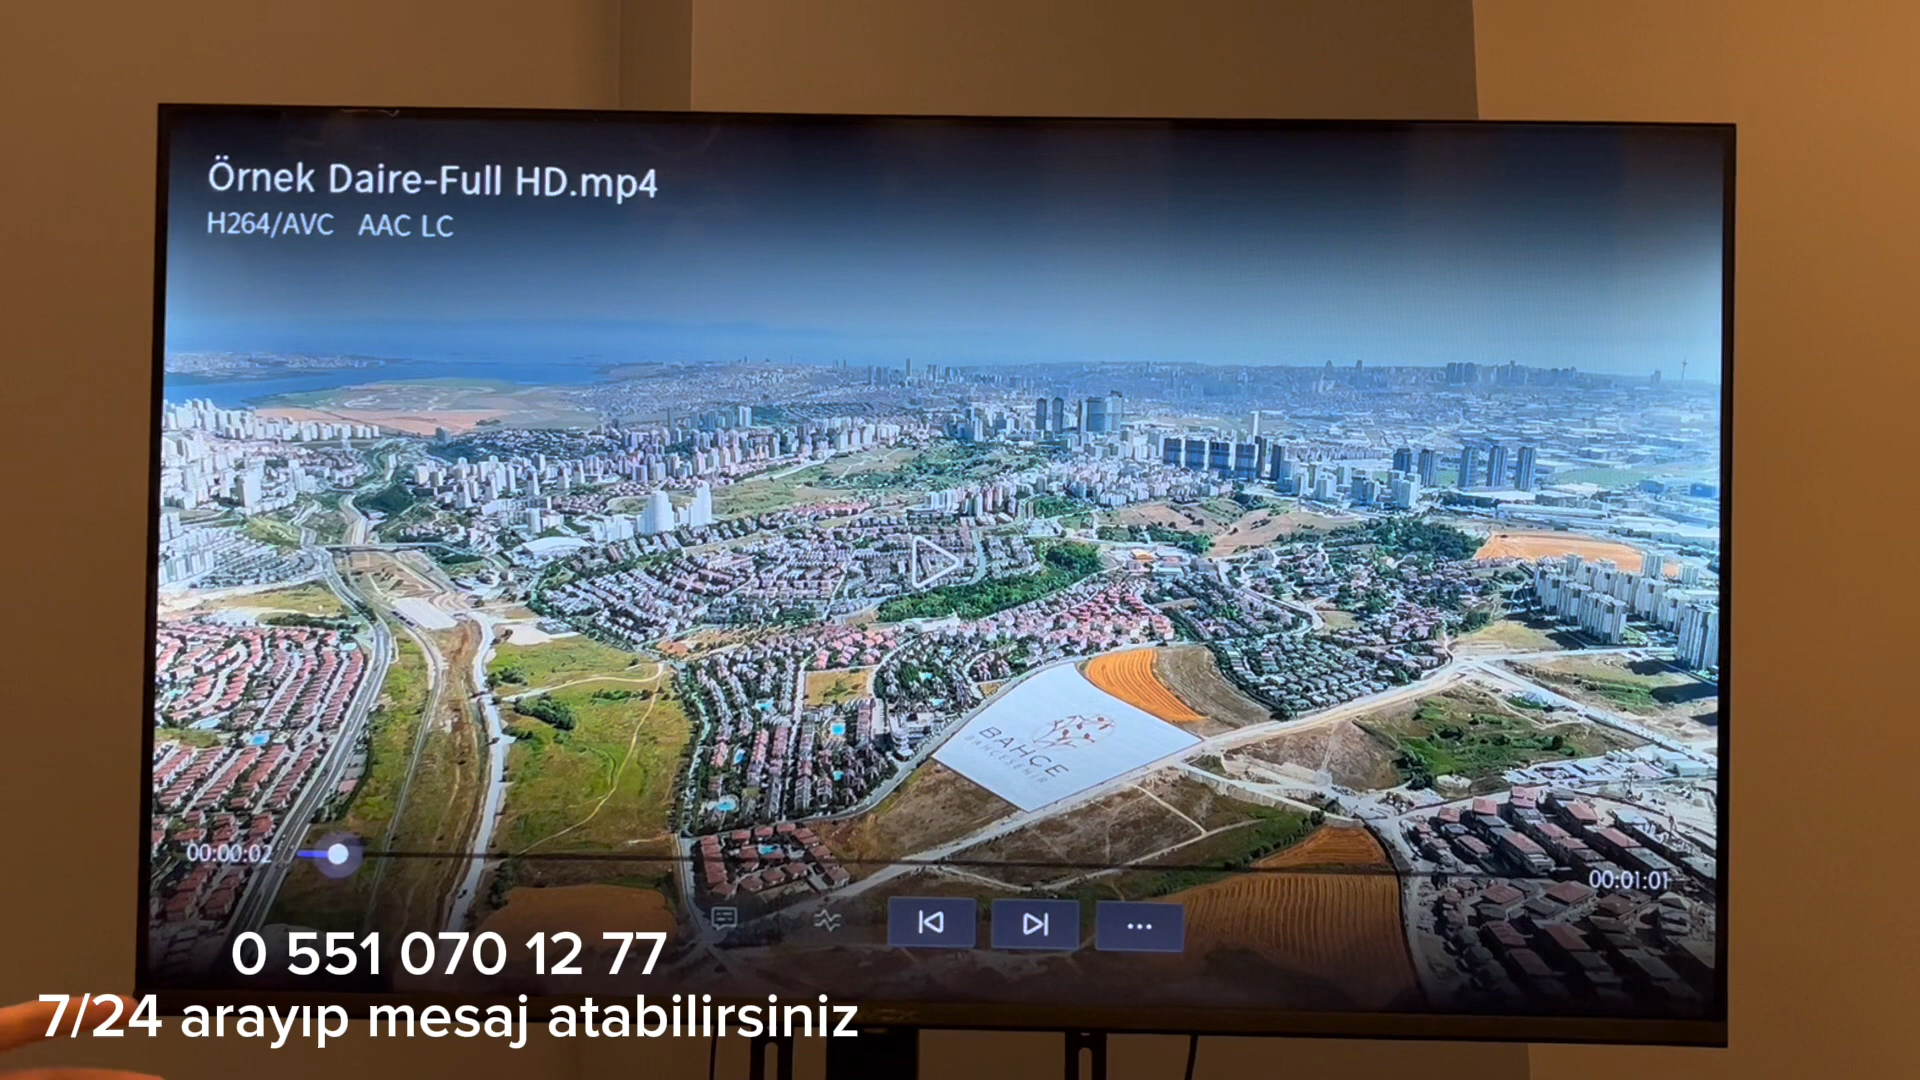 Örnek Daire-Full HD.mp4
H264/AVC AAC LC
BAHÇE
BAHÇEŞEHİR
00:00:02
00:01:01
0 551 070 12 77
7/24 arayıp mesaj atabilirsiniz